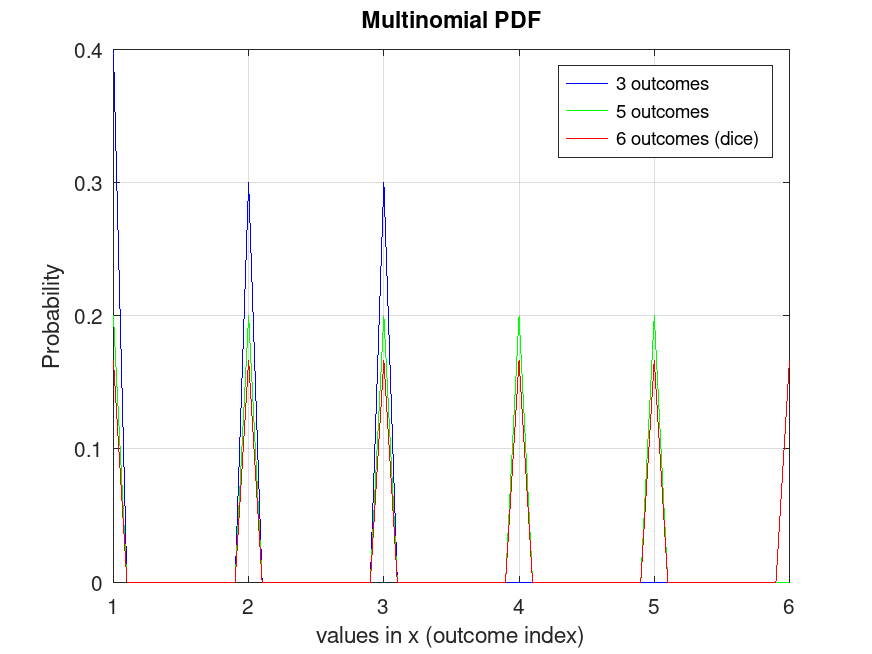 Multinomial PDF
0.4
0.3
0.2
0.1
0
Probability
3 outcomes
5 outcomes
6 outcomes (dice)
1 2 3 4 5 6
values in x (outcome index)